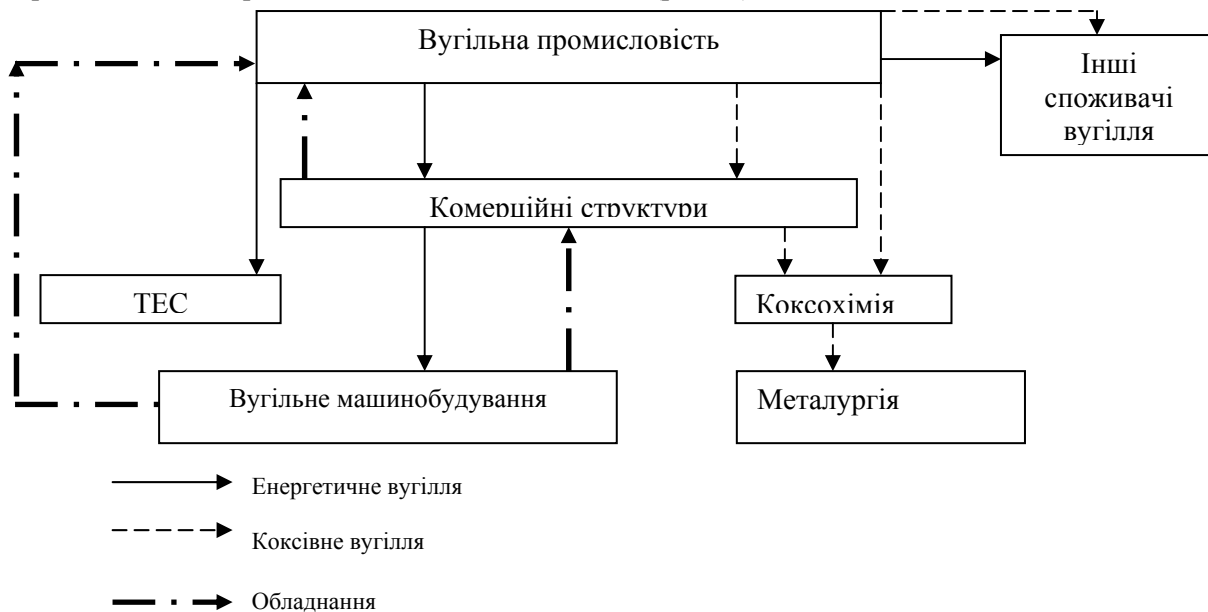 Вугільна промисловість
Інші
споживачі
вугілля
Комерційні структури
ТЕС
Коксохімія
Вугільне машинобудування
Металургія
Енергетичне вугілля
Коксівне вугілля
Обладнання